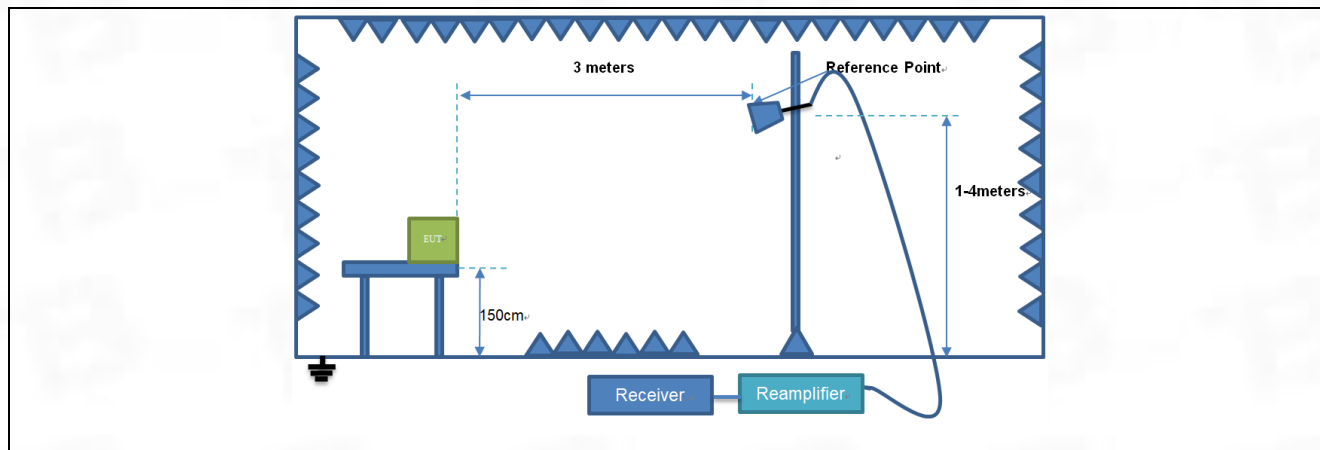 3 meters
Reference Point
1-4meters
EUT
150cm
Receiver
Reamplifier